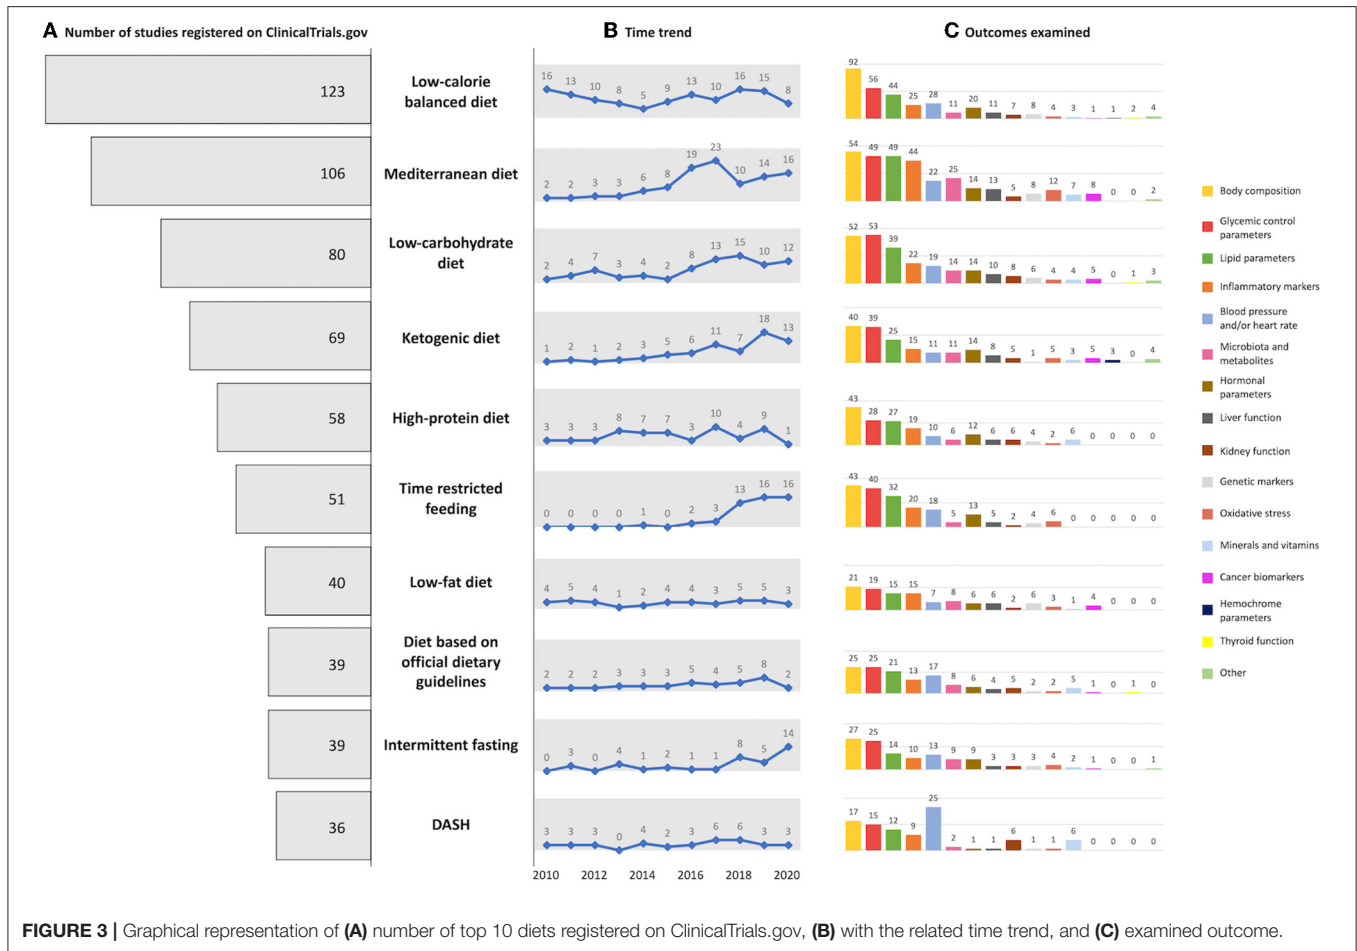 A Number of studies registered on ClinicalTrials.gov
B Time trend
C Outcomes examined
123
Low-calorie
balanced diet
16 13 10 8 5 9 13 10 16 15 8
92 56 44 25 28 11 20 11 7 8 4 3 1 1 2 4
106
Mediterranean diet
2 2 3 3 6 8 19 23 10 14 16
54 49 49 44 22 25 14 13 5 8 12 7 8 0 0 2
80
Low-carbohydrate
diet
2 4 7 3 4 2 8 13 15 10 12
52 53 39 22 19 14 14 10 8 6 4 4 5 0 1 3
69
Ketogenic diet
1 2 1 2 3 5 6 11 7 18 13
40 39 25 15 11 11 14 8 5 1 5 3 5 3 0 4
58
High-protein diet
3 3 3 8 7 7 3 10 4 9 1
43 28 27 19 10 6 12 6 6 4 2 6 0 0 0 0
51
Time restricted
feeding
0 0 0 0 1 0 2 3 13 16 16
43 40 32 20 18 5 13 5 2 4 6 0 0 0 0 0
40
Low-fat diet
4 5 4 1 2 4 4 3 5 5 3
21 19 15 15 7 8 6 6 2 6 3 1 4 0 0 0
39
Diet based on
official dietary
guidelines
2 2 2 3 3 3 5 4 5 8 2
25 25 21 13 17 8 6 4 5 2 2 5 1 0 1 0
39
Intermittent fasting
0 3 0 4 1 2 1 1 8 5 14
27 25 14 10 13 9 9 3 3 3 4 2 1 0 0 1
36
DASH
3 3 3 0 4 2 3 6 6 3 3
17 15 12 9 25 2 1 1 6 1 1 6 0 0 0 0
2010 2012 2014 2016 2018 2020
Body composition
Glycemic control
parameters
Lipid parameters
Inflammatory markers
Blood pressure
and/or heart rate
Microbiota and
metabolites
Hormonal
parameters
Liver function
Kidney function
Genetic markers
Oxidative stress
Minerals and vitamins
Cancer biomarkers
Hemochrome
parameters
Thyroid function
Other
FIGURE 3 | Graphical representation of (A) number of top 10 diets registered on ClinicalTrials.gov, (B) with the related time trend, and (C) examined outcome.